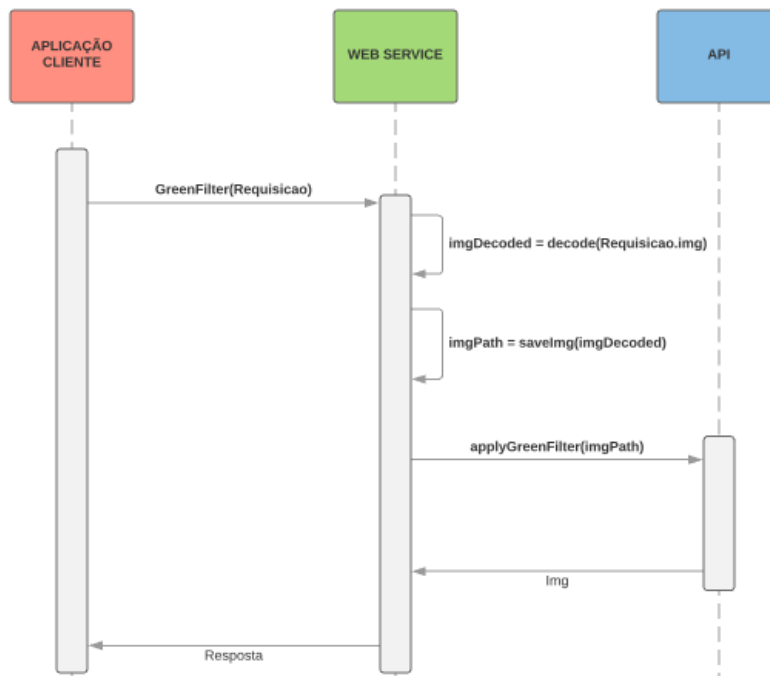 APLICAÇÃO
CLIENTE
WEB SERVICE
API
GreenFilter(Requisicao)
imgDecoded = decode(Requisicao.img)
imgPath = saveImg(imgDecoded)
applyGreenFilter(imgPath)
Img
Resposta